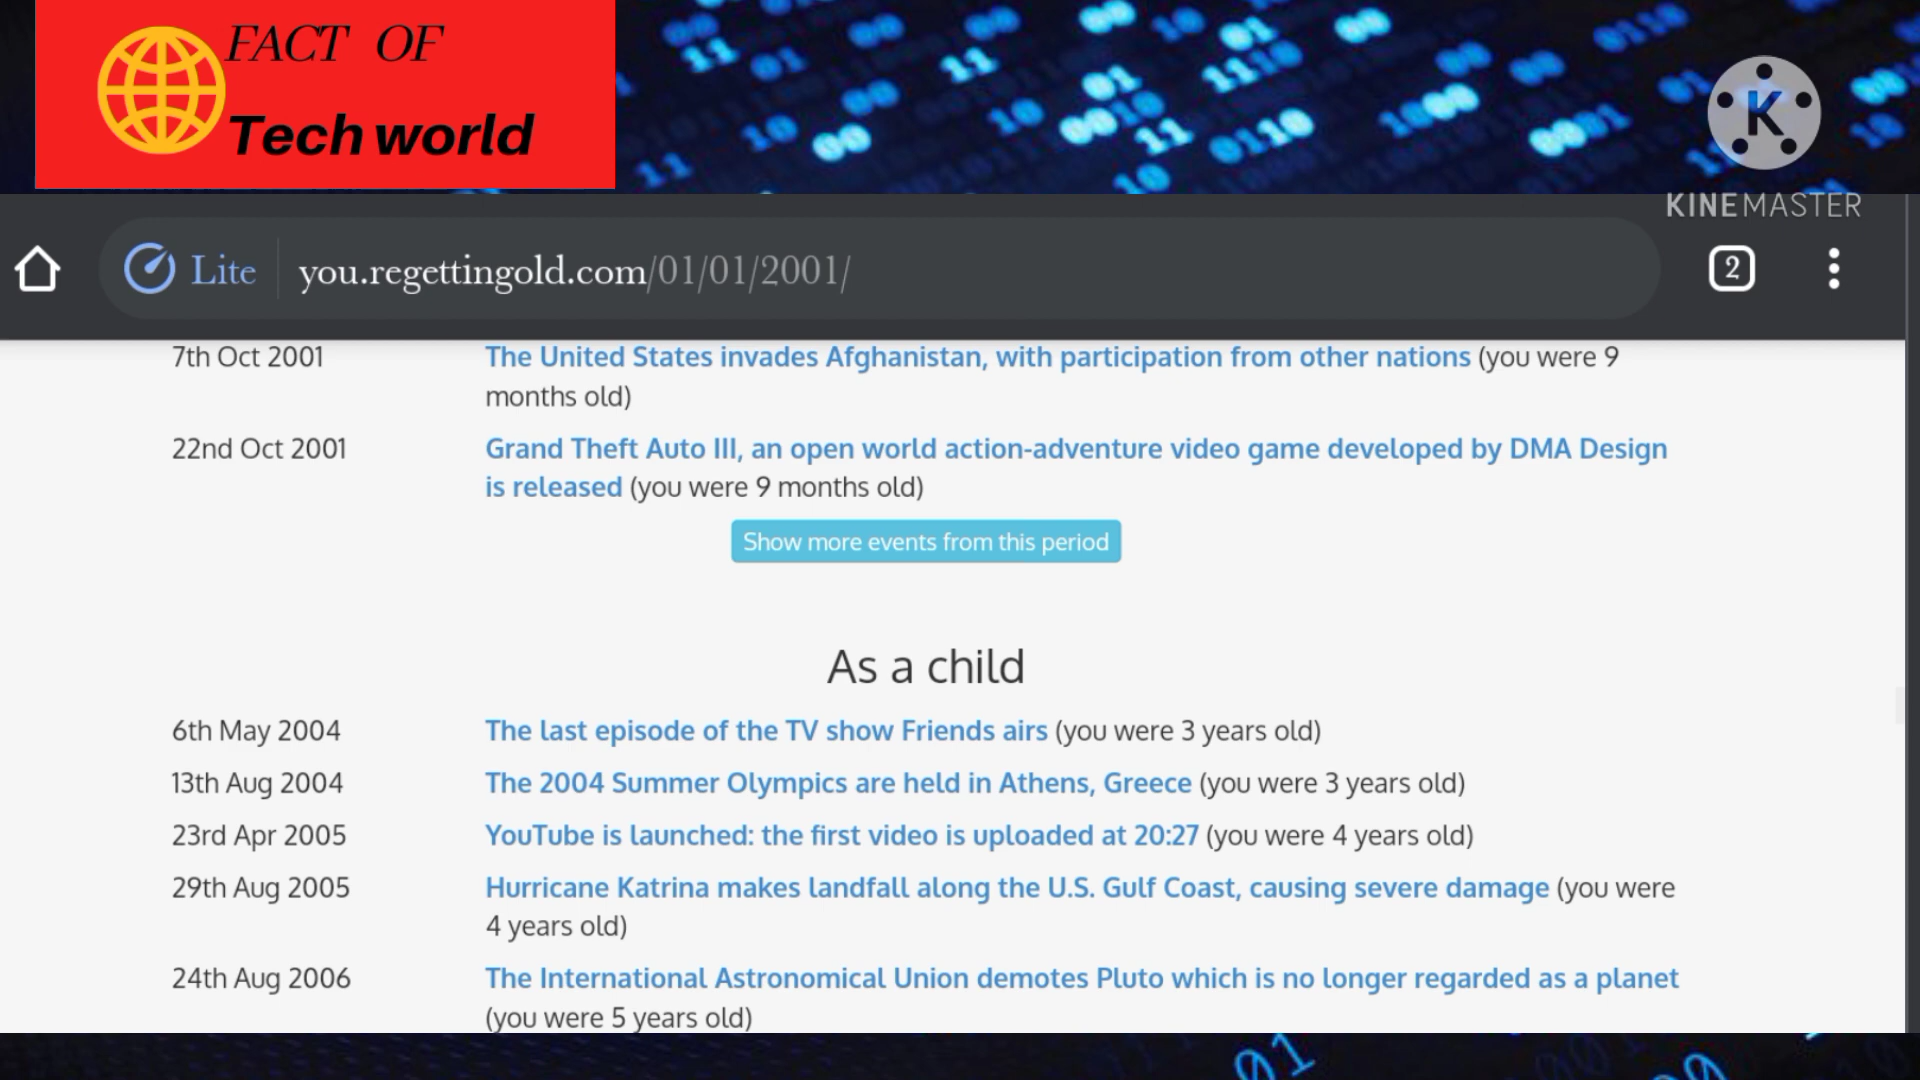 FACT OF
Tech world
K
KINEMASTER
Lite
you.regettingold.com/01/01/2001/
2
7th Oct 2001
The United States invades Afghanistan, with participation from other nations (you were 9
months old)
22nd Oct 2001
Grand Theft Auto III, an open world action-adventure video game developed by DMA Design
is released (you were 9 months old)
Show more events from this period
As a child
6th May 2004
The last episode of the TV show Friends airs (you were 3 years old)
13th Aug 2004
The 2004 Summer Olympics are held in Athens, Greece (you were 3 years old)
23rd Apr 2005
YouTube is launched: the first video is uploaded at 20:27 (you were 4 years old)
29th Aug 2005
Hurricane Katrina makes landfall along the U.S. Gulf Coast, causing severe damage (you were
4 years old)
24th Aug 2006
The International Astronomical Union demotes Pluto which is no longer regarded as a planet
(you were 5 years old)